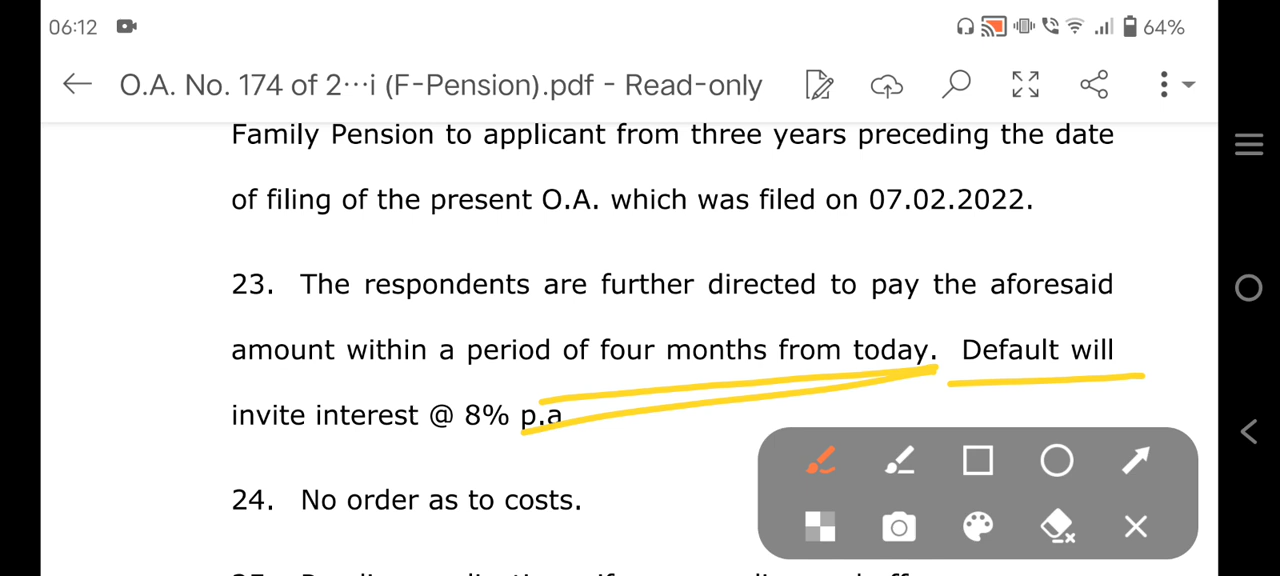 06:12
64%
O.A. No. 174 of 2···i (F-Pension).pdf - Read-only
Family Pension to applicant from three years preceding the date
of filing of the present O.A. which was filed on 07.02.2022.
23. The respondents are further directed to pay the aforesaid
amount within a period of four months from today. Default will
invite interest @ 8% p.a
24. No order as to costs.